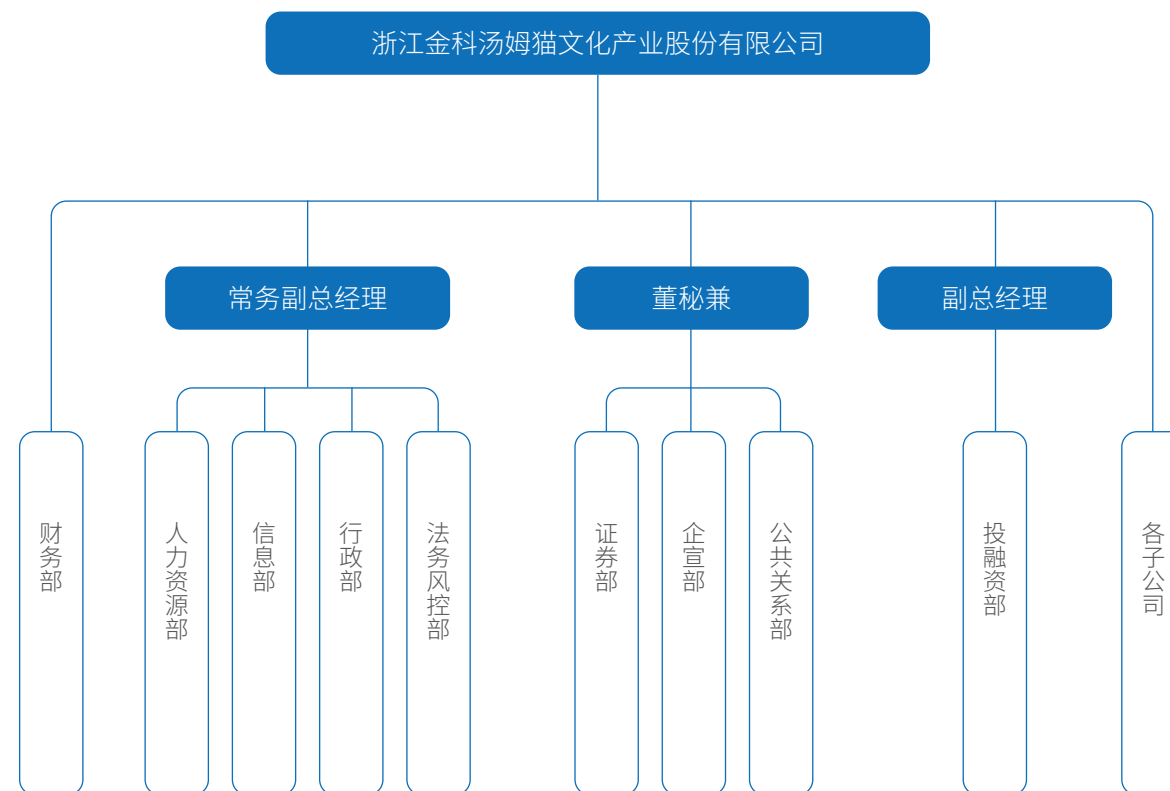 浙江金科汤姆猫文化产业股份有限公司
常务副总经理
董秘兼
副总经理
财务部
人力资源部
信息部
行政部
法务风控部
证券部
企宣部
公共关系部
投融资部
各子公司